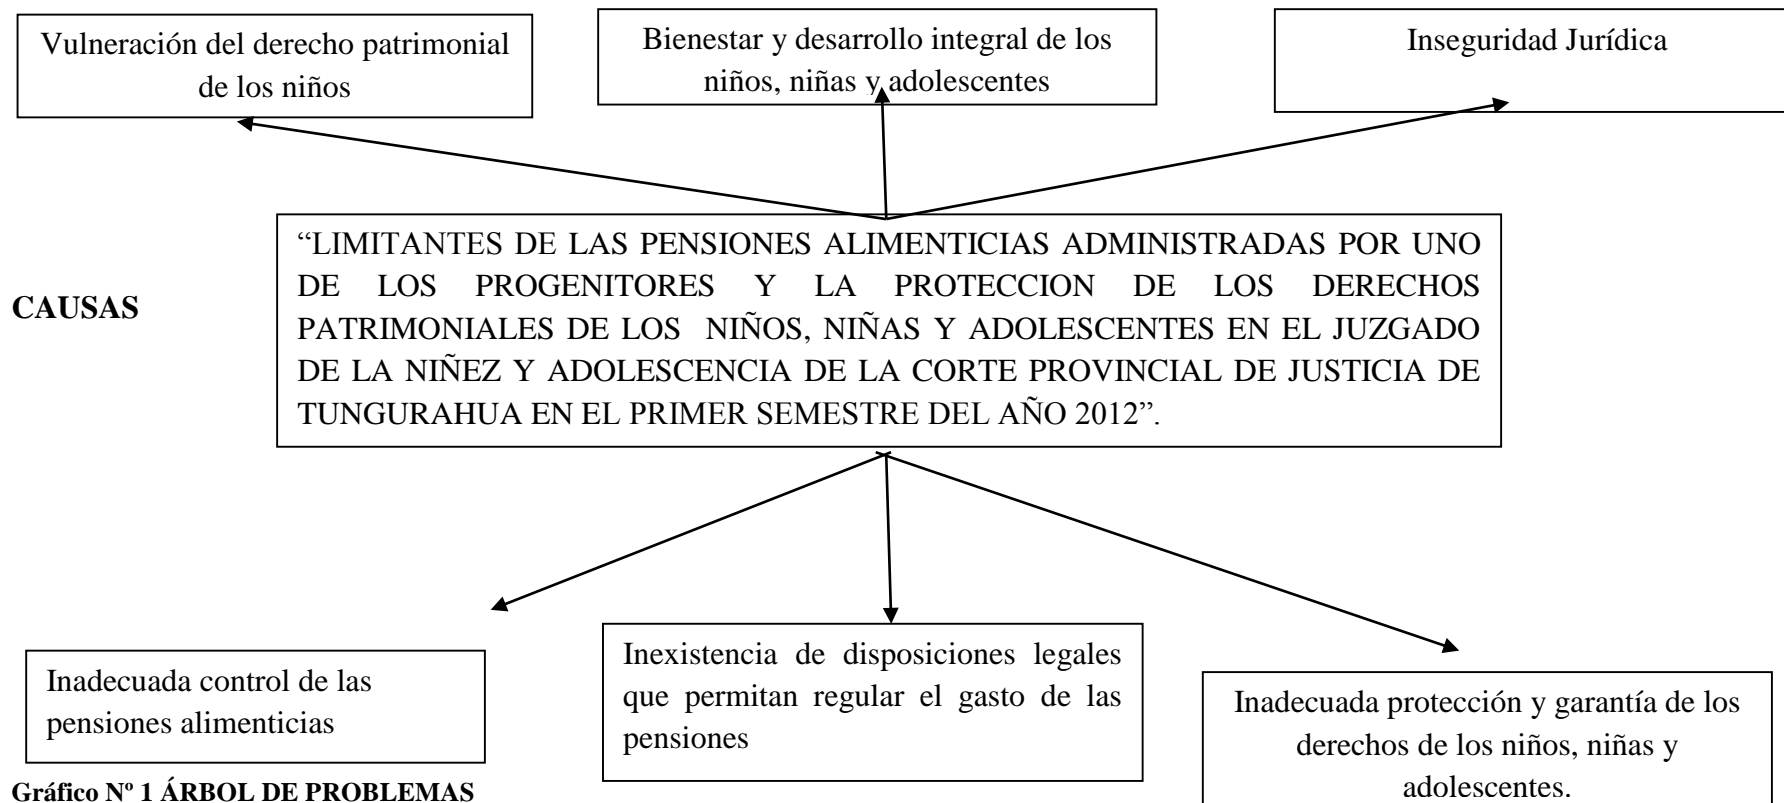 Vulneración del derecho patrimonial
de los niños
Bienestar y desarrollo integral de los
niños, niñas y adolescentes
Inseguridad Jurídica
CAUSAS
“LIMITANTES DE LAS PENSIONES ALIMENTICIAS ADMINISTRADAS POR UNO
DE LOS PROGENITORES Y LA PROTECCION DE LOS DERECHOS
PATRIMONIALES DE LOS NIÑOS, NIÑAS Y ADOLESCENTES EN EL JUZGADO
DE LA NIÑEZ Y ADOLESCENCIA DE LA CORTE PROVINCIAL DE JUSTICIA DE
TUNGURAHUA EN EL PRIMER SEMESTRE DEL AÑO 2012”.
Inadecuada control de las
pensiones alimenticias
Inexistencia de disposiciones legales
que permitan regular el gasto de las
pensiones
Inadecuada protección y garantía de los
derechos de los niños, niñas y
adolescentes.
Gráfico Nº 1 ÁRBOL DE PROBLEMAS